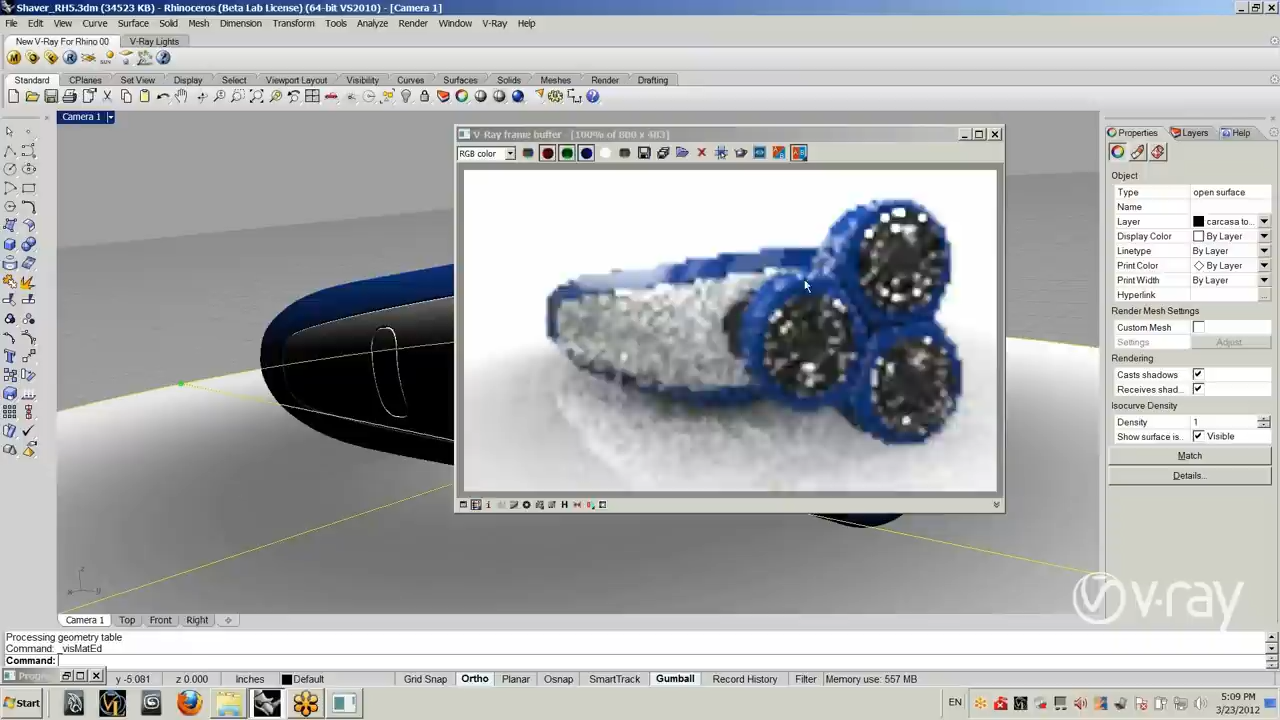 Shaver_RH5.3dm (34523 KB) - Rhinoceros (Beta Lab License) (64-bit VS2010) - [Camera 1]
File Edit View Curve Surface Solid Mesh Dimension Transform Tools Analyze Render Window V-Ray Help
New V-Ray For Rhino 00 V-Ray Lights
Standard CPlanes Set View Display Select Viewport Layout Visibility Curves Surfaces Solids Meshes Render Drafting
Camera 1
V-Ray frame buffer - [100% of 800 x 483]
RGB color
Properties Layers Help
Object
Type open surface
Name
Layer carcasa to...
Display Color By Layer
Linetype By Layer
Print Color By Layer
Print Width By Layer
Hyperlink ...
Render Mesh Settings
Custom Mesh
Settings Adjust
Rendering
Casts shadows
Receives shad...
Isocurve Density
Density 1
Show surface is... Visible
Match
Details...
z
v-ray
Camera 1 Top Front Right
Processing geometry table
Command: _visMatEd
Command:
y -5.081 z 0.000 Inches Default Grid Snap Ortho Planar Osnap SmartTrack Gumball Record History Filter Memory use: 557 MB
Start EN 5:09 PM
3/23/2012